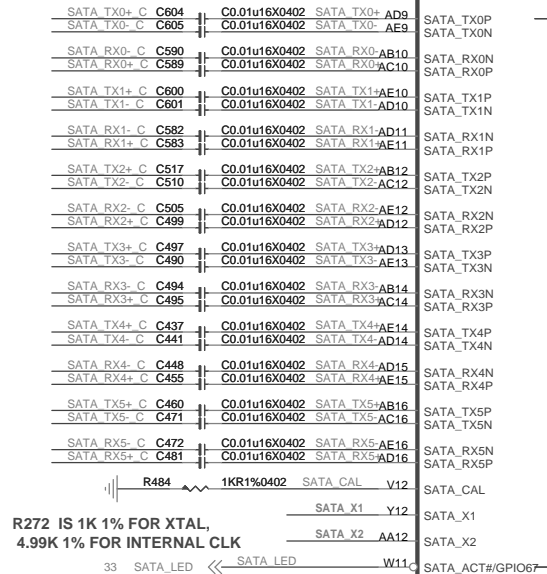 SATA_TX0+_C C604 C0.01u16X0402 SATA_TX0+ AD9 SATA_TX0P
SATA_TX0-_C C605 C0.01u16X0402 SATA_TX0- AE9 SATA_TX0N
SATA_RX0-_C C590 C0.01u16X0402 SATA_RX0- AB10 SATA_RX0N
SATA_RX0+_C C589 C0.01u16X0402 SATA_RX0+ AC10 SATA_RX0P
SATA_TX1+_C C600 C0.01u16X0402 SATA_TX1+ AE10 SATA_TX1P
SATA_TX1-_C C601 C0.01u16X0402 SATA_TX1- AD10 SATA_TX1N
SATA_RX1-_C C582 C0.01u16X0402 SATA_RX1- AD11 SATA_RX1N
SATA_RX1+_C C583 C0.01u16X0402 SATA_RX1+ AE11 SATA_RX1P
SATA_TX2+_C C517 C0.01u16X0402 SATA_TX2+ AB12 SATA_TX2P
SATA_TX2-_C C510 C0.01u16X0402 SATA_TX2- AC12 SATA_TX2N
SATA_RX2-_C C505 C0.01u16X0402 SATA_RX2- AE12 SATA_RX2N
SATA_RX2+_C C499 C0.01u16X0402 SATA_RX2+ AD12 SATA_RX2P
SATA_TX3+_C C497 C0.01u16X0402 SATA_TX3+ AD13 SATA_TX3P
SATA_TX3-_C C490 C0.01u16X0402 SATA_TX3- AE13 SATA_TX3N
SATA_RX3-_C C494 C0.01u16X0402 SATA_RX3- AB14 SATA_RX3N
SATA_RX3+_C C495 C0.01u16X0402 SATA_RX3+ AC14 SATA_RX3P
SATA_TX4+_C C437 C0.01u16X0402 SATA_TX4+ AE14 SATA_TX4P
SATA_TX4-_C C441 C0.01u16X0402 SATA_TX4- AD14 SATA_TX4N
SATA_RX4-_C C448 C0.01u16X0402 SATA_RX4- AD15 SATA_RX4N
SATA_RX4+_C C455 C0.01u16X0402 SATA_RX4+ AE15 SATA_RX4P
SATA_TX5+_C C460 C0.01u16X0402 SATA_TX5+ AB16 SATA_TX5P
SATA_TX5-_C C471 C0.01u16X0402 SATA_TX5- AC16 SATA_TX5N
SATA_RX5-_C C472 C0.01u16X0402 SATA_RX5- AE16 SATA_RX5N
SATA_RX5+_C C481 C0.01u16X0402 SATA_RX5+ AD16 SATA_RX5P
R484 1KR1%0402 SATA_CAL V12 SATA_CAL
SATA_X1 Y12 SATA_X1
R272 IS 1K 1% FOR XTAL,
4.99K 1% FOR INTERNAL CLK
SATA_X2 AA12 SATA_X2
33 SATA_LED SATA_LED W11 SATA_ACT#/GPIO67